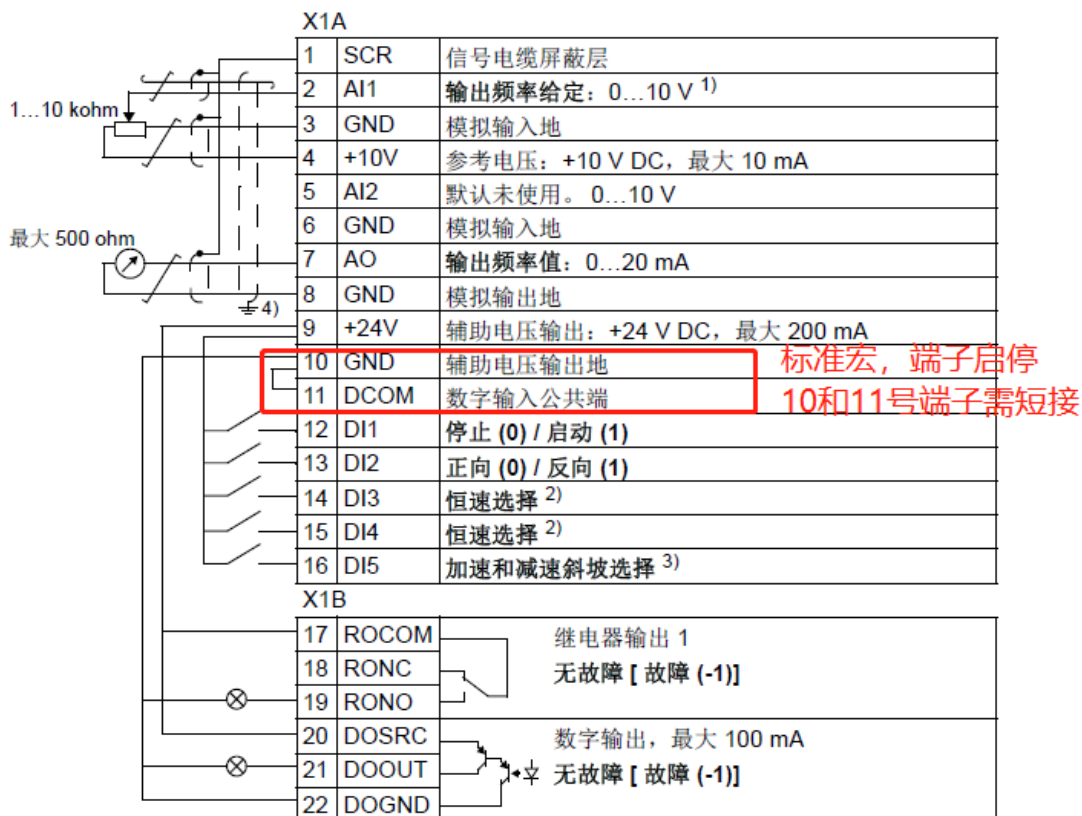 X1A
1 SCR 信号电缆屏蔽层
2 AI1 输出频率给定：0…10 V 1)
1…10 kohm
3 GND 模拟输入地
4 +10V 参考电压：+10 V DC，最大 10 mA
5 AI2 默认未使用。0…10 V
6 GND 模拟输入地
最大 500 ohm
7 AO 输出频率值：0…20 mA
8 GND 模拟输出地
4)
9 +24V 辅助电压输出：+24 V DC，最大 200 mA
10 GND 辅助电压输出地
标准宏，端子启停
11 DCOM 数字输入公共端
10和11号端子需短接
12 DI1 停止 (0) / 启动 (1)
13 DI2 正向 (0) / 反向 (1)
14 DI3 恒速选择 2)
15 DI4 恒速选择 2)
16 DI5 加速和减速斜坡选择 3)
X1B
17 ROCOM 继电器输出 1
18 RONC 无故障 [ 故障 (-1)]
19 RONO
20 DOSRC 数字输出，最大 100 mA
21 DOOUT 无故障 [ 故障 (-1)]
22 DOGND